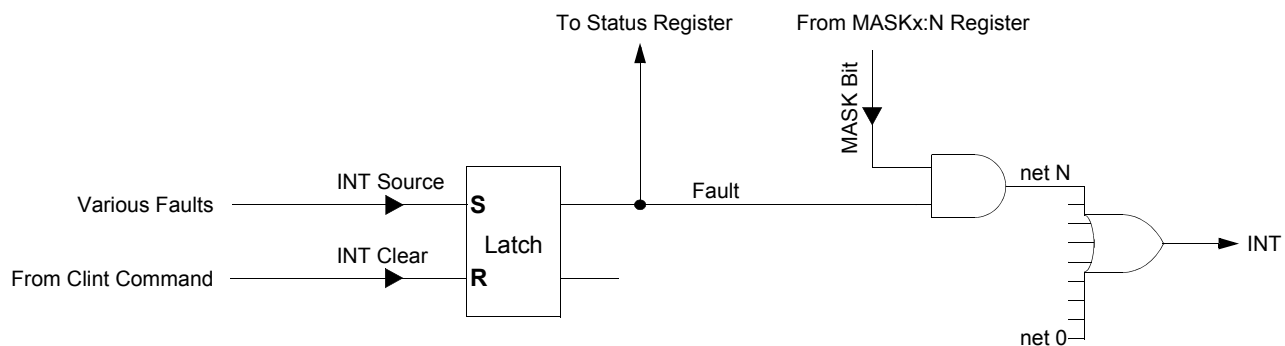 To Status Register
From MASKx:N Register
MASK Bit
INT Source
net N
Various Faults
S
Fault
Latch
INT
INT Clear
From Clint Command
R
net 0